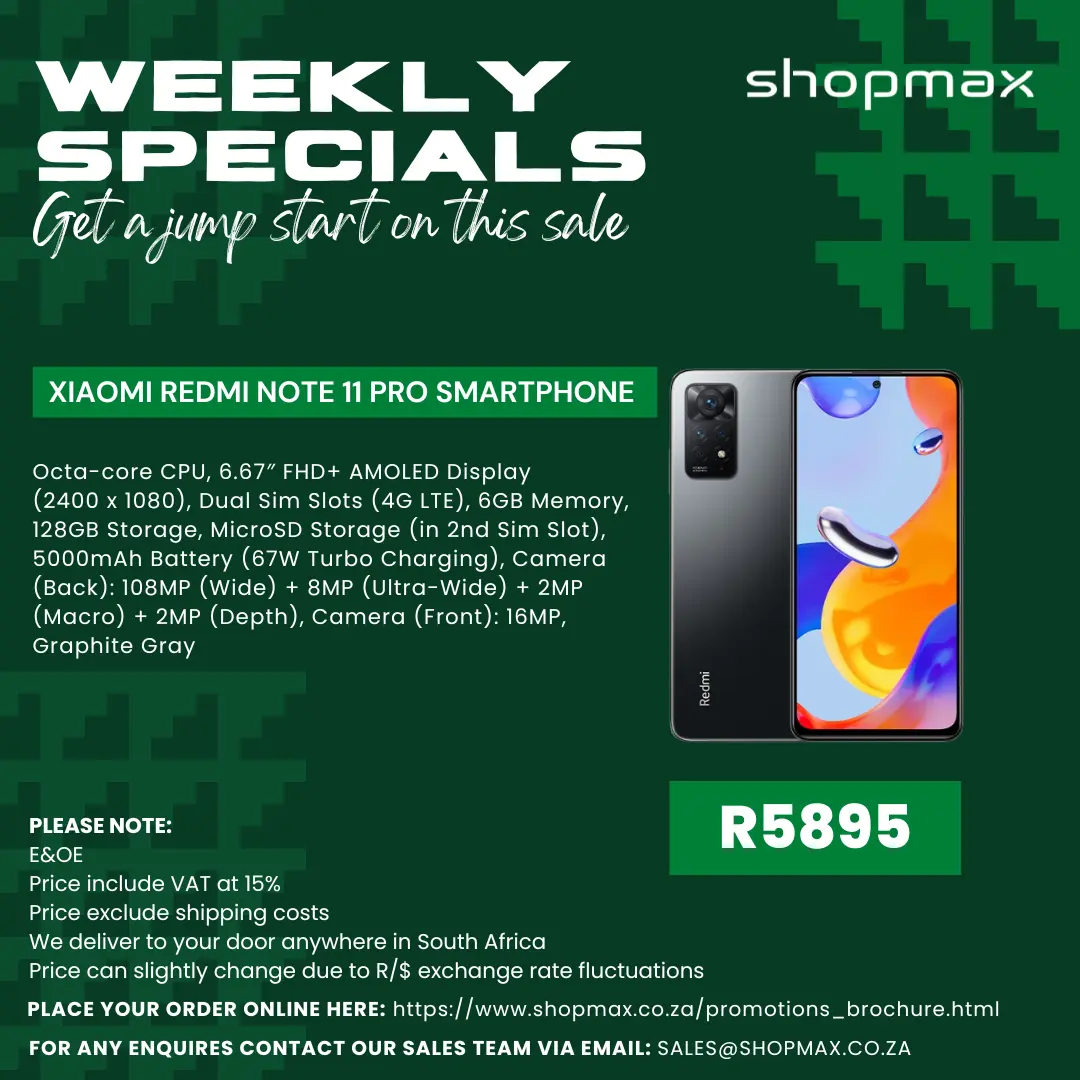 WEEKLY
SPECIALS
Get a jump start on this sale
shopmax
XIAOMI REDMI NOTE 11 PRO SMARTPHONE
Octa-core CPU, 6.67″ FHD+ AMOLED Display
(2400 x 1080), Dual Sim Slots (4G LTE), 6GB Memory,
128GB Storage, MicroSD Storage (in 2nd Sim Slot),
5000mAh Battery (67W Turbo Charging), Camera
(Back): 108MP (Wide) + 8MP (Ultra-Wide) + 2MP
(Macro) + 2MP (Depth), Camera (Front): 16MP,
Graphite Gray
Redmi
R5895
PLEASE NOTE:
E&OE
Price include VAT at 15%
Price exclude shipping costs
We deliver to your door anywhere in South Africa
Price can slightly change due to R/$ exchange rate fluctuations
PLACE YOUR ORDER ONLINE HERE: https://www.shopmax.co.za/promotions_brochure.html
FOR ANY ENQUIRES CONTACT OUR SALES TEAM VIA EMAIL: SALES@SHOPMAX.CO.ZA